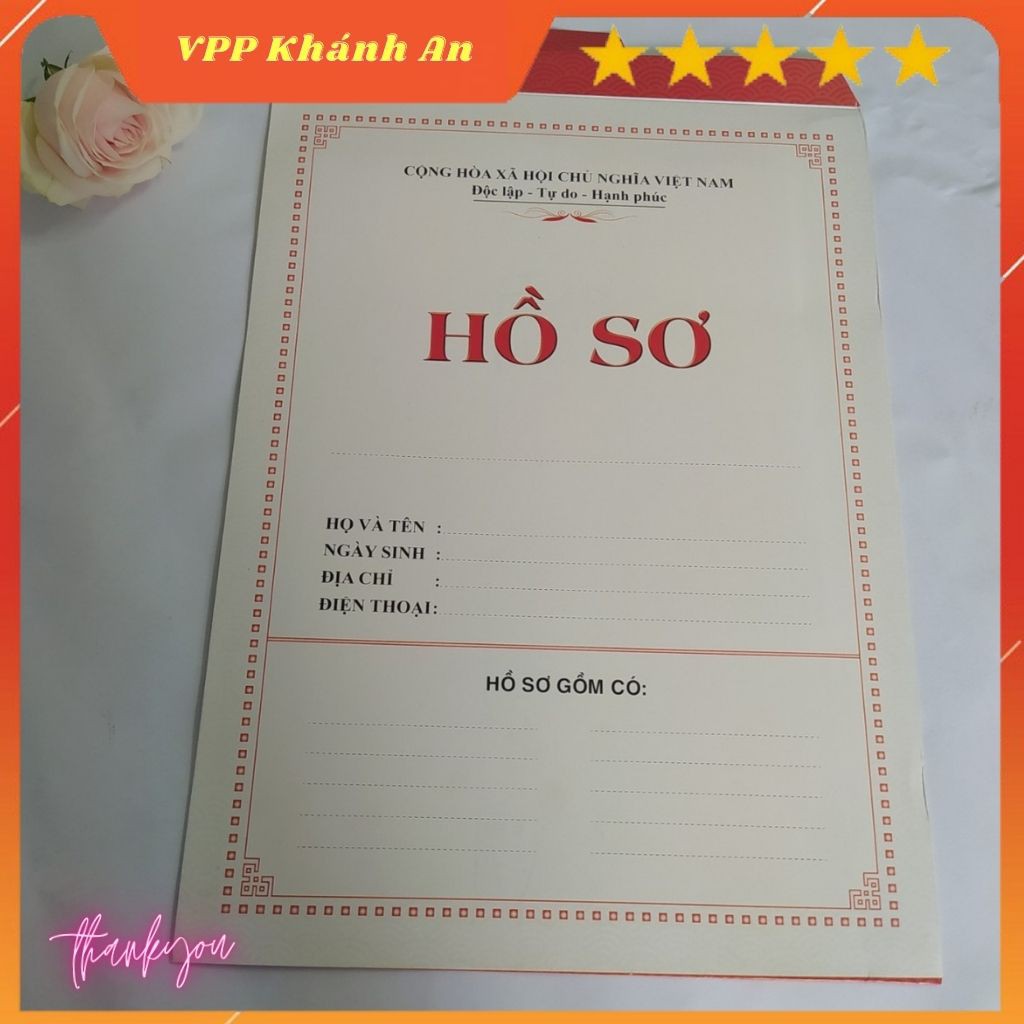 VPP Khánh An
CỘNG HÒA XÃ HỘI CHỦ NGHĨA VIỆT NAM
Độc lập - Tự do - Hạnh phúc
HỒ SƠ
HỌ VÀ TÊN :
NGÀY SINH :
ĐỊA CHỈ :
ĐIỆN THOẠI:
HỒ SƠ GỒM CÓ:
thankyou